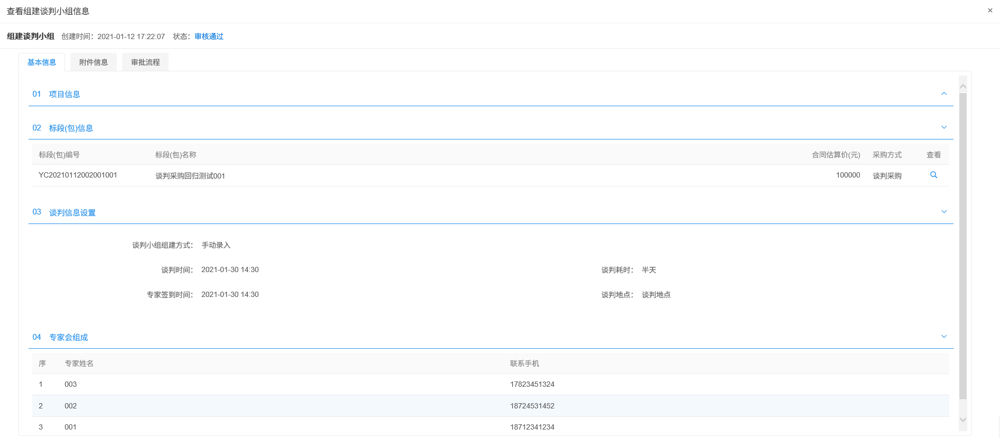 查看组建谈判小组信息
×
组建谈判小组 创建时间：2021-01-12 17:22:07 状态：审核通过
基本信息 附件信息 审批流程
01 项目信息
02 标段(包)信息
标段(包)编号 标段(包)名称 合同估算价(元) 采购方式 查看
YC20210112002001001 谈判采购回归测试001 100000 谈判采购
03 谈判信息设置
谈判小组组建方式： 手动录入
谈判时间： 2021-01-30 14:30 谈判耗时： 半天
专家签到时间： 2021-01-30 14:30 谈判地点： 谈判地点
04 专家会组成
序 专家姓名 联系手机
1 003 17823451324
2 002 18724531452
3 001 18712341234